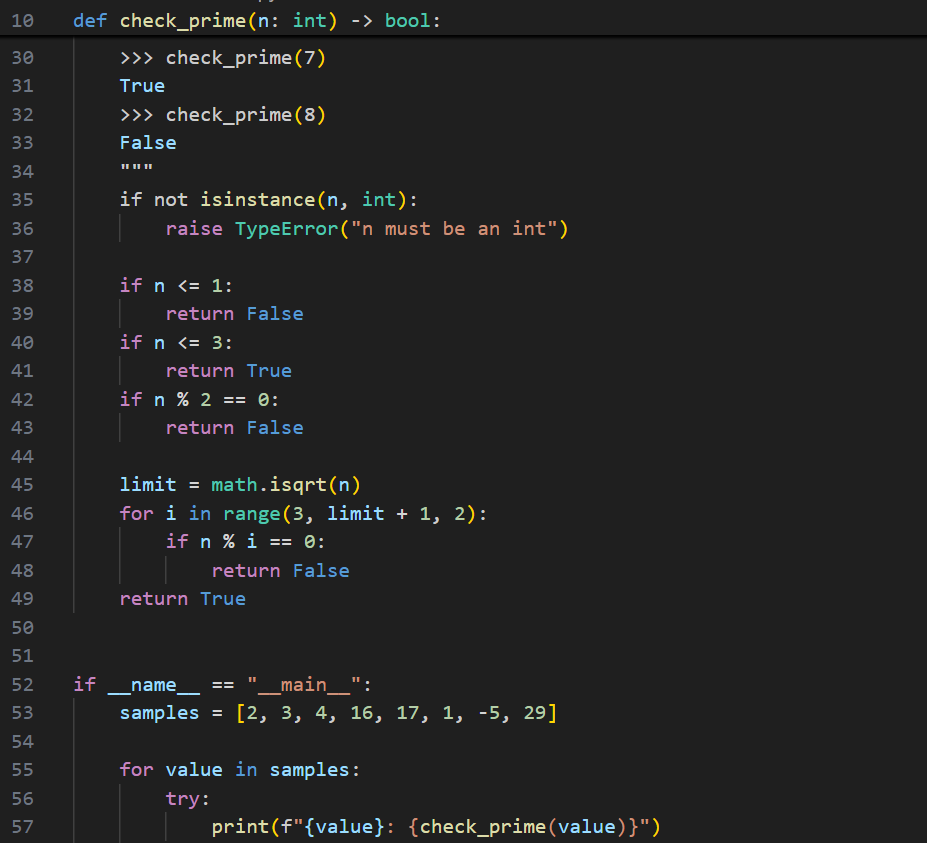 10 def check_prime(n: int) -> bool:
30     >>> check_prime(7)
31     True
32     >>> check_prime(8)
33     False
34     """
35     if not isinstance(n, int):
36         raise TypeError("n must be an int")
37
38     if n <= 1:
39         return False
40     if n <= 3:
41         return True
42     if n % 2 == 0:
43         return False
44
45     limit = math.isqrt(n)
46     for i in range(3, limit + 1, 2):
47         if n % i == 0:
48             return False
49     return True
50
51
52 if __name__ == "__main__":
53     samples = [2, 3, 4, 16, 17, 1, -5, 29]
54
55     for value in samples:
56         try:
57             print(f"{value}: {check_prime(value)}")